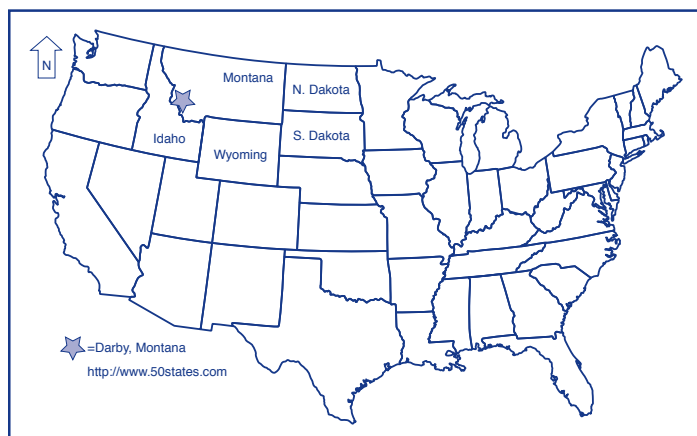 N
Montana
N. Dakota
Idaho
Wyoming
S. Dakota
=Darby, Montana
http://www.50states.com